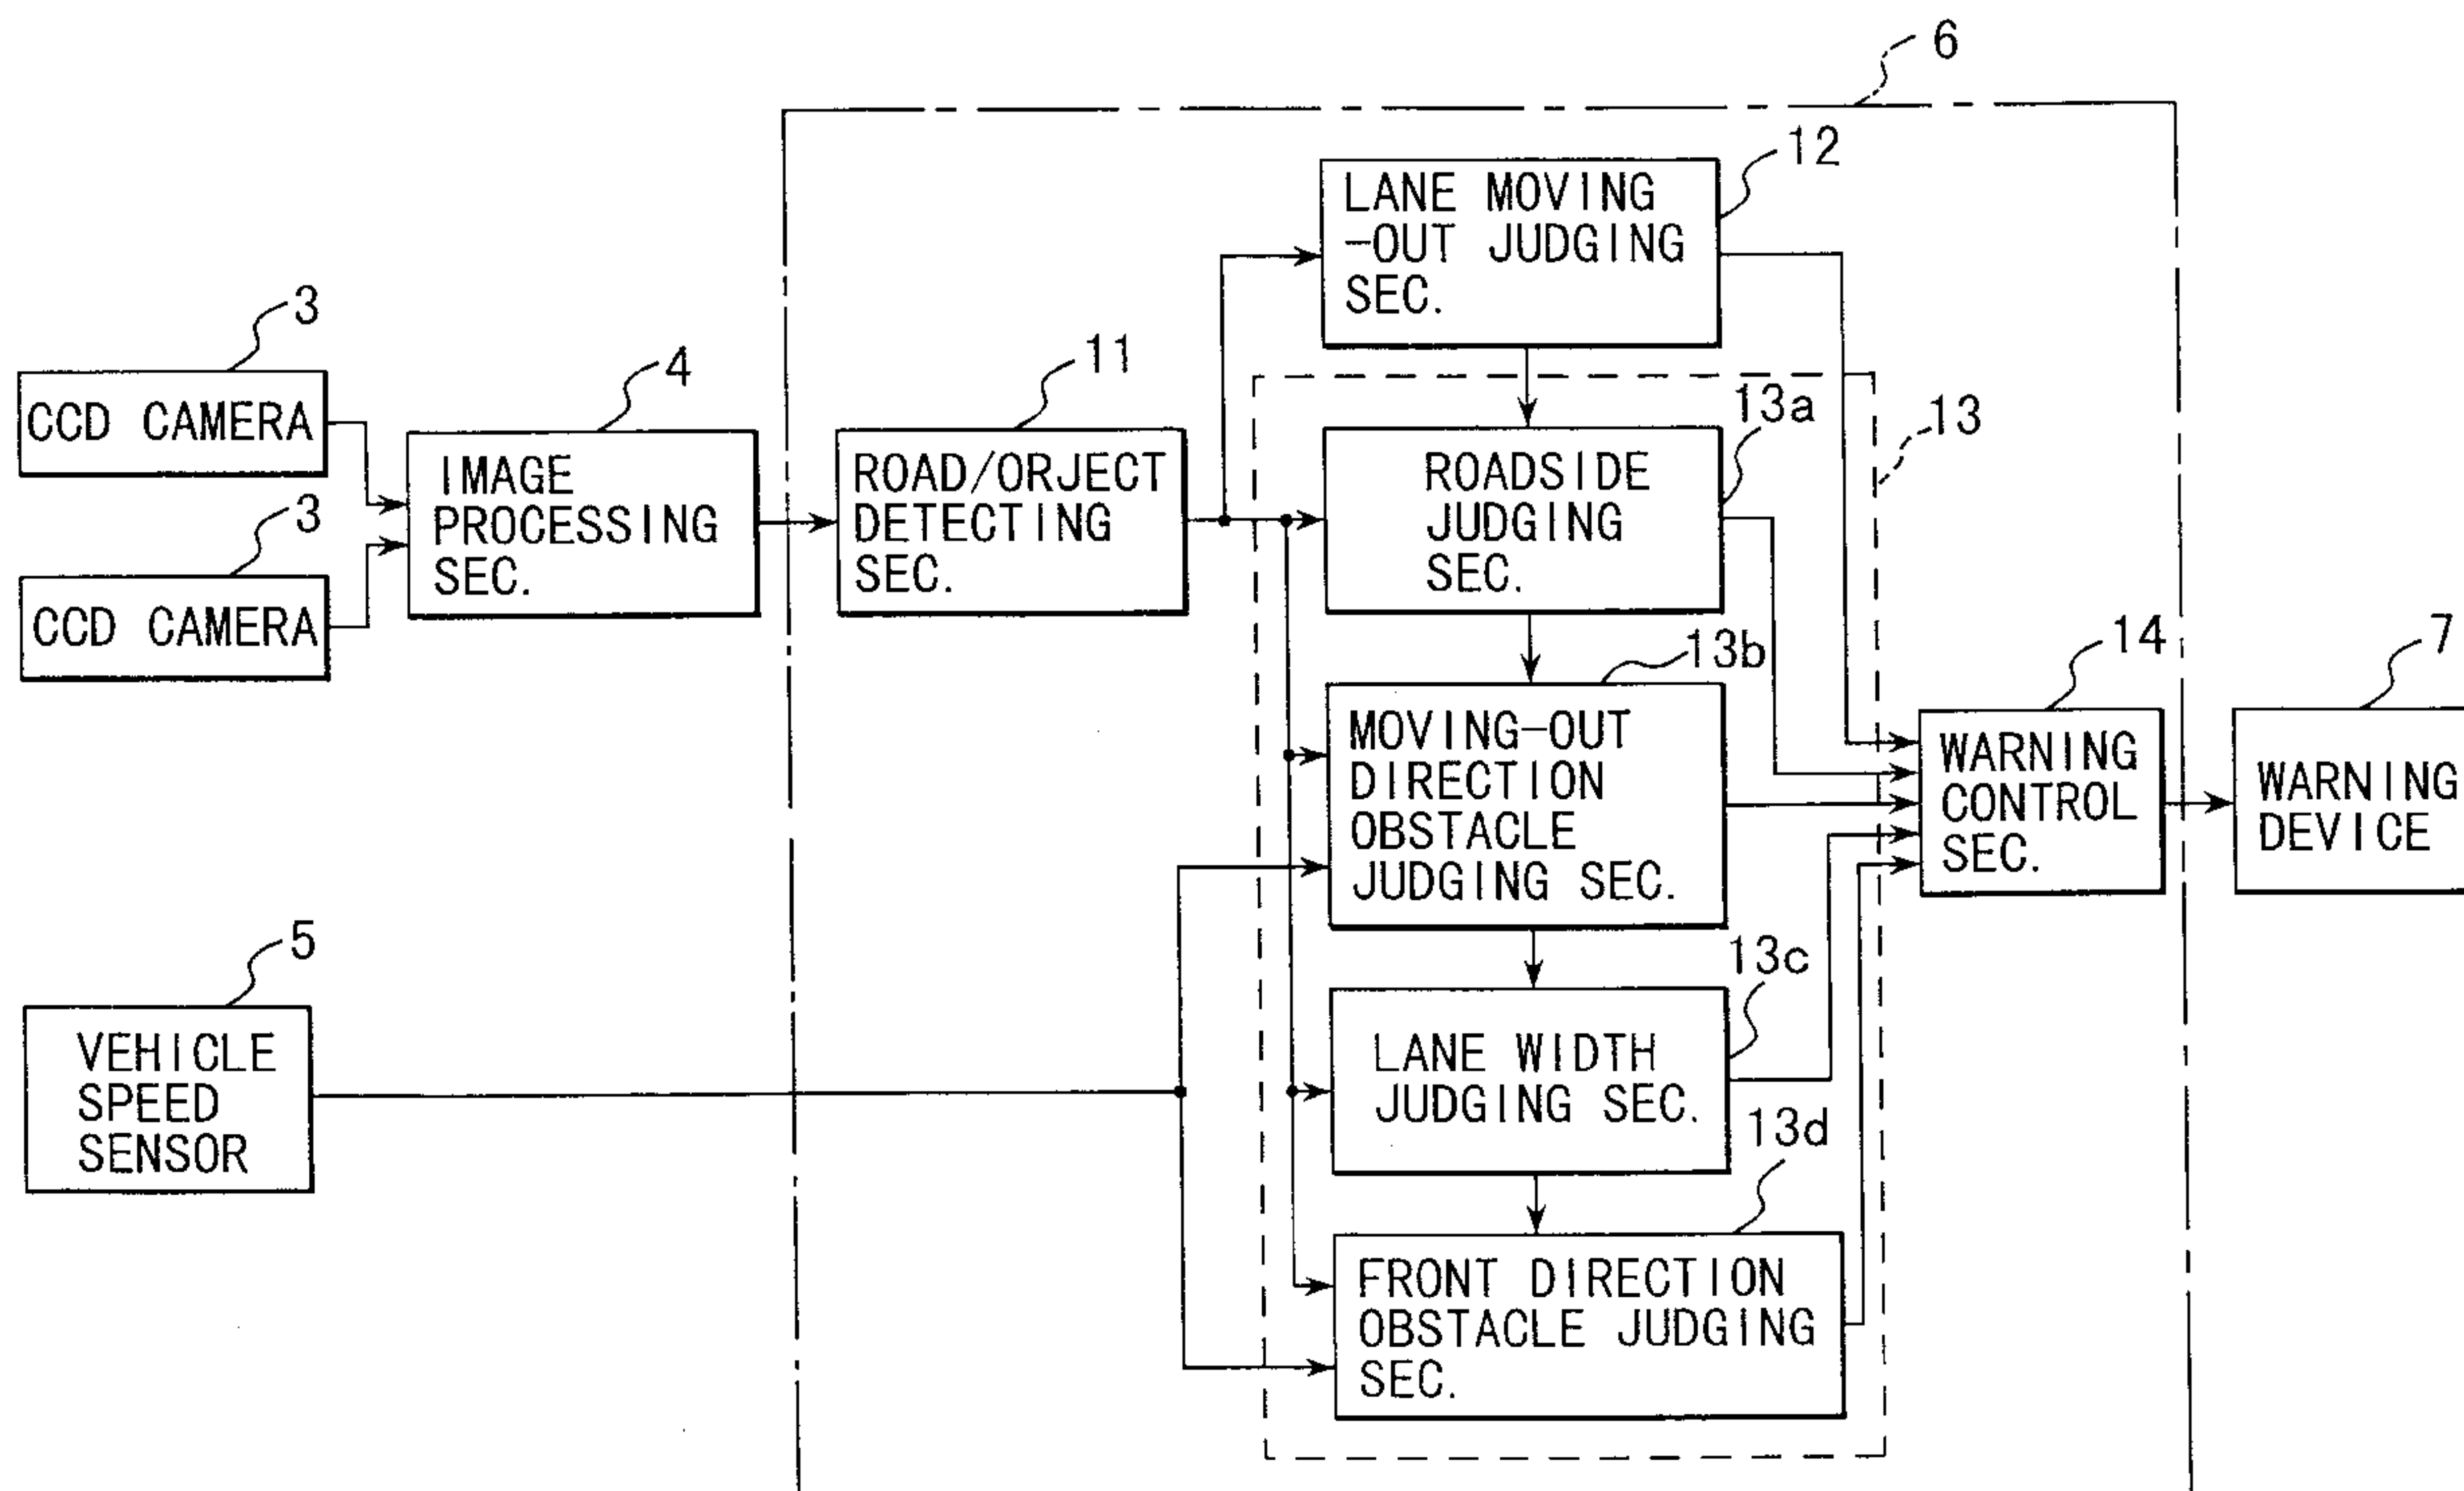 6
12
LANE MOVING
-OUT JUDGING
SEC.
3
CCD CAMERA
4
11
13a
13
IMAGE
PROCESSING
SEC.
ROAD/ORJECT
DETECTING
SEC.
ROADSIDE
JUDGING
SEC.
3
CCD CAMERA
13b
14
7
MOVING-OUT
DIRECTION
OBSTACLE
JUDGING SEC.
WARNING
CONTROL
SEC.
WARNING
DEVICE
5
VEHICLE
SPEED
SENSOR
13c
LANE WIDTH
JUDGING SEC.
13d
FRONT DIRECTION
OBSTACLE JUDGING
SEC.